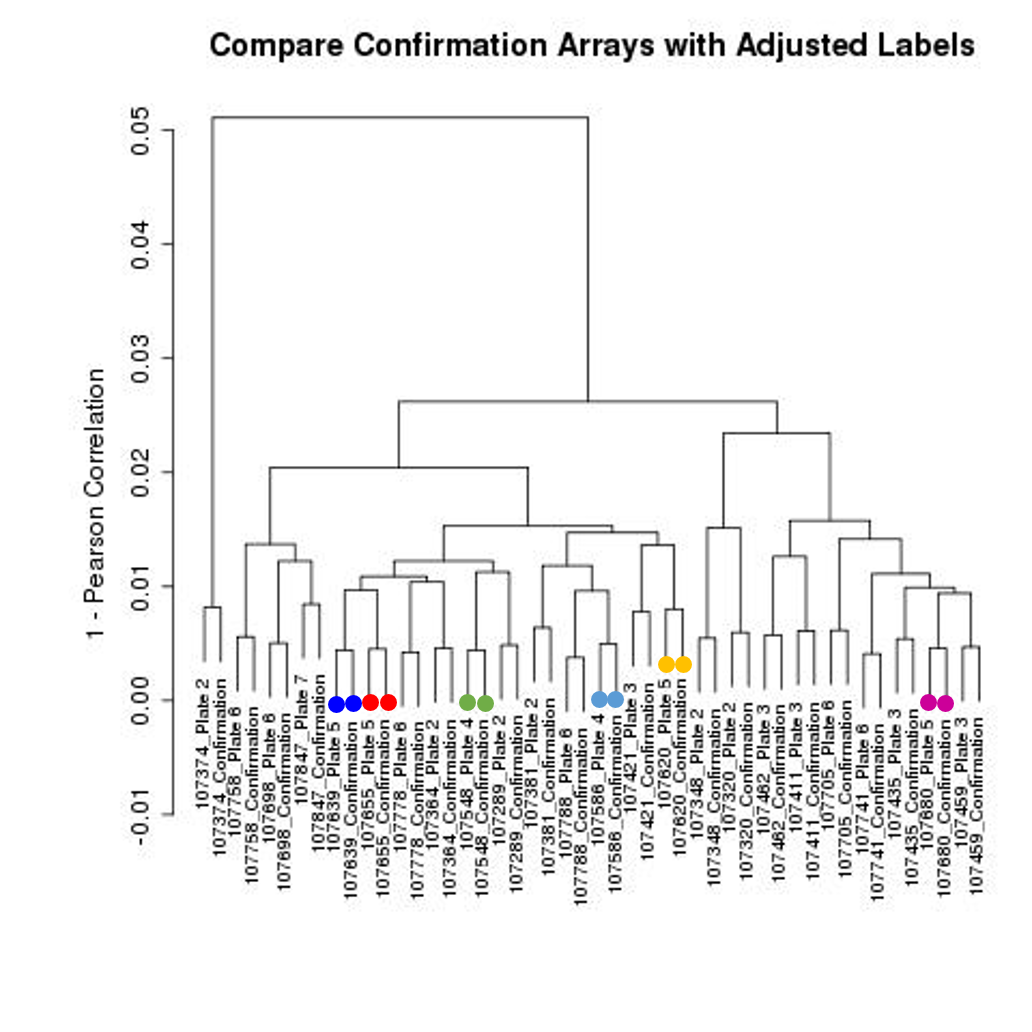 Compare Confirmation Arrays with Adjusted Labels
1 - Pearson Correlation
0.05
0.04
0.03
0.02
0.01
0.00
-0.01
107374_Plate 2
107374_Confirmation
107758_Plate 6
107758_Confirmation
107698_Plate 6
107698_Confirmation
107847_Plate 7
107847_Confirmation
107639_Plate 5
107639_Confirmation
107655_Plate 5
107655_Confirmation
107778_Plate 6
107778_Confirmation
107364_Plate 2
107364_Confirmation
107548_Plate 4
107548_Confirmation
107289_Plate 2
107289_Confirmation
107381_Plate 2
107381_Confirmation
107788_Plate 6
107788_Confirmation
107586_Plate 4
107586_Confirmation
107421_Plate 3
107421_Confirmation
107620_Plate 5
107620_Confirmation
107348_Plate 2
107348_Confirmation
107320_Plate 2
107320_Confirmation
107462_Plate 3
107462_Confirmation
107411_Plate 3
107411_Confirmation
107705_Plate 6
107705_Confirmation
107741_Plate 6
107741_Confirmation
107435_Plate 3
107435_Confirmation
107680_Plate 5
107680_Confirmation
107459_Plate 3
107459_Confirmation